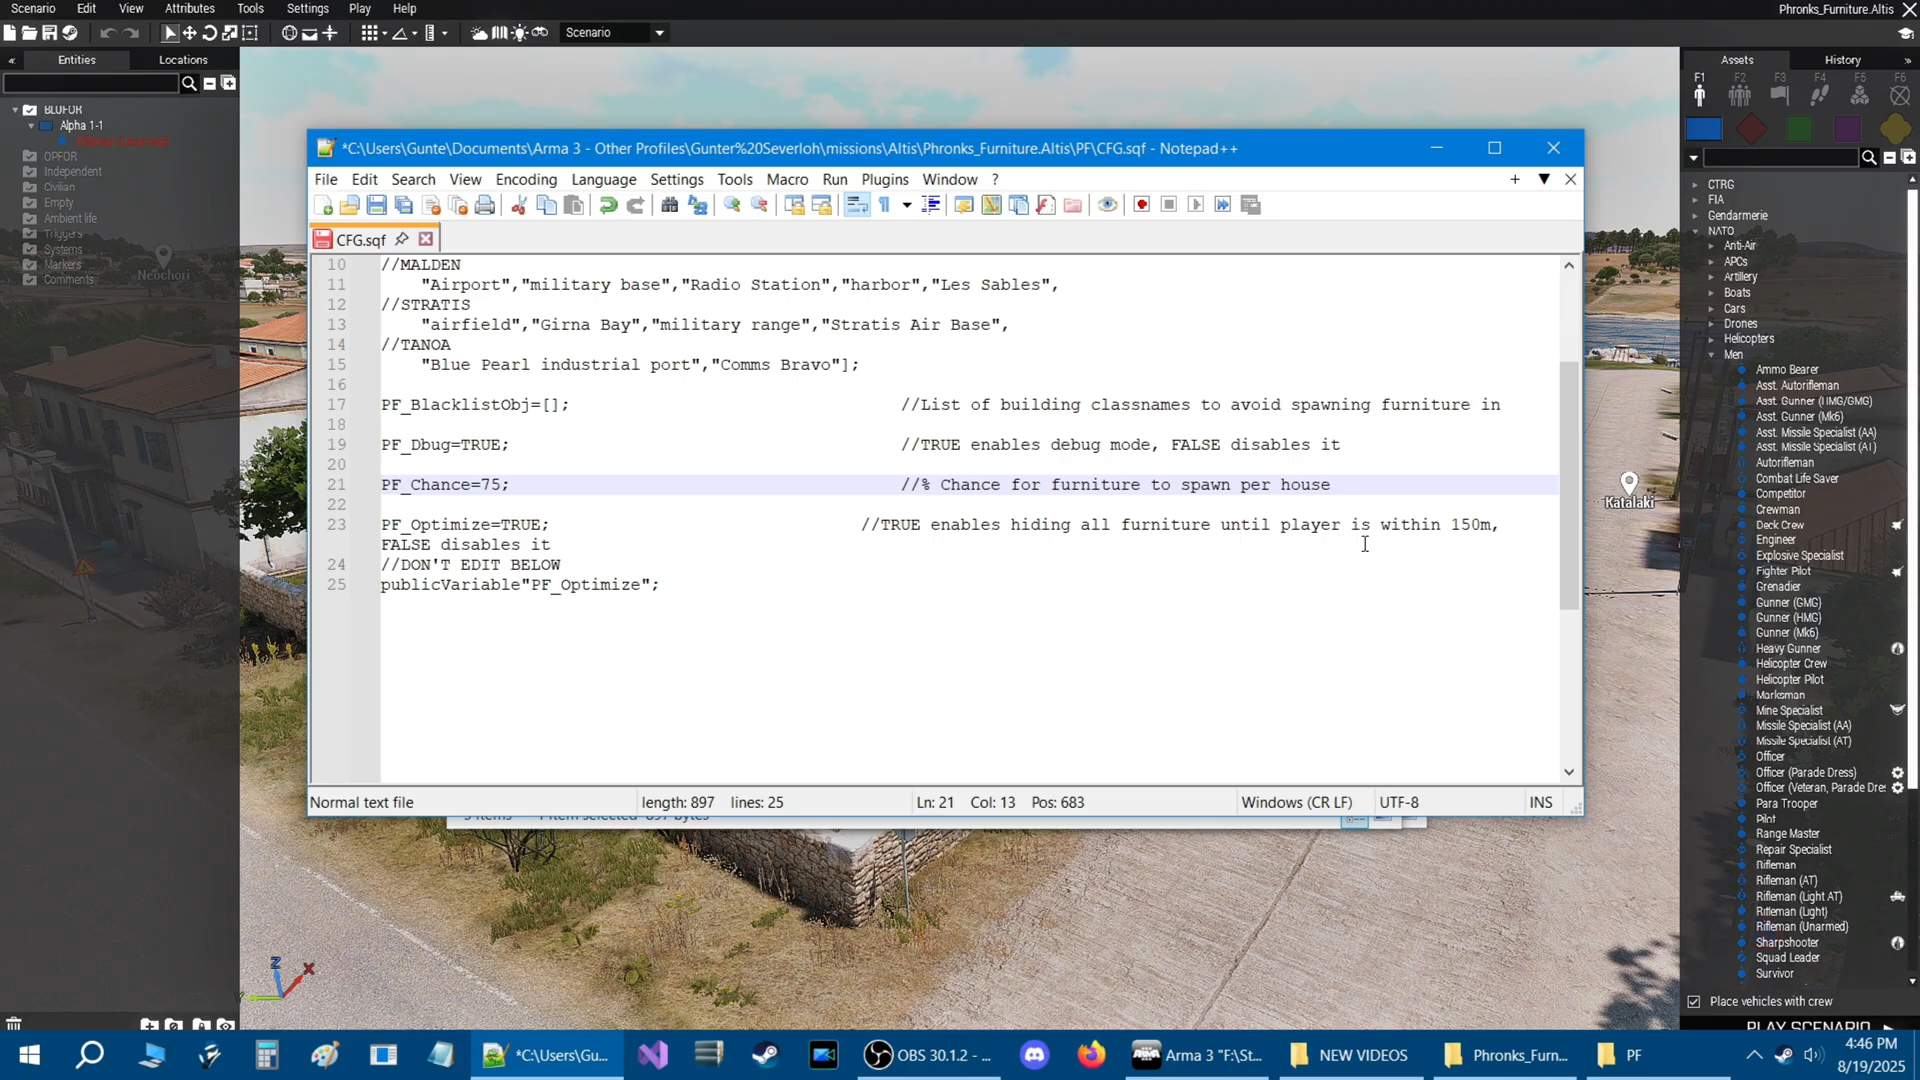 Scenario Edit View Attributes Tools Settings Play Help
Phronks_Furniture.Altis
Scenario
Entities Locations
BLUFOR
Alpha 1-1
OPFOR
Independent
Civilian
Empty
Ambient life
Triggers
Systems
Markers
Comments
Neochori
*C:\Users\Gunte\Documents\Arma 3 - Other Profiles\Gunter%20Severloh\missions\Altis\Phronks_Furniture.Altis\PF\CFG.sqf - Notepad++
File Edit Search View Encoding Language Settings Tools Macro Run Plugins Window ?
CFG.sqf
10 //MALDEN
11 "Airport","military base","Radio Station","harbor","Les Sables",
12 //STRATIS
13 "airfield","Girna Bay","military range","Stratis Air Base",
14 //TANOA
15 "Blue Pearl industrial port","Comms Bravo"];
16
17 PF_BlacklistObj=[]; //List of building classnames to avoid spawning furniture in
18
19 PF_Dbug=TRUE; //TRUE enables debug mode, FALSE disables it
20
21 PF_Chance=75; //% Chance for furniture to spawn per house
22
23 PF_Optimize=TRUE; //TRUE enables hiding all furniture until player is within 150m,
FALSE disables it
24 //DON'T EDIT BELOW
25 publicVariable"PF_Optimize";
Normal text file length: 897 lines: 25 Ln: 21 Col: 13 Pos: 683 Windows (CR LF) UTF-8 INS
Katalaki
Assets History
F1 F2 F3 F4 F5 F6
CTRG
FIA
Gendarmerie
NATO
Anti-Air
APCs
Artillery
Boats
Cars
Drones
Helicopters
Men
Ammo Bearer
Asst. Autorifleman
Asst. Gunner (HMG/GMG)
Asst. Gunner (Mk6)
Asst. Missile Specialist (AA)
Asst. Missile Specialist (AT)
Autorifleman
Combat Life Saver
Competitor
Crewman
Deck Crew
Engineer
Explosive Specialist
Fighter Pilot
Grenadier
Gunner (GMG)
Gunner (HMG)
Gunner (Mk6)
Heavy Gunner
Helicopter Crew
Helicopter Pilot
Marksman
Mine Specialist
Missile Specialist (AA)
Missile Specialist (AT)
Officer
Officer (Parade Dress)
Officer (Veteran, Parade Dre
Para Trooper
Pilot
Range Master
Repair Specialist
Rifleman
Rifleman (AT)
Rifleman (Light AT)
Rifleman (Light)
Rifleman (Unarmed)
Sharpshooter
Squad Leader
Survivor
Place vehicles with crew
PLAY SCENARIO
Z X
*C:\Users\Gu... OBS 30.1.2 - ... Arma 3 "F:\St... NEW VIDEOS Phronks_Furn... PF
4:46 PM
8/19/2025